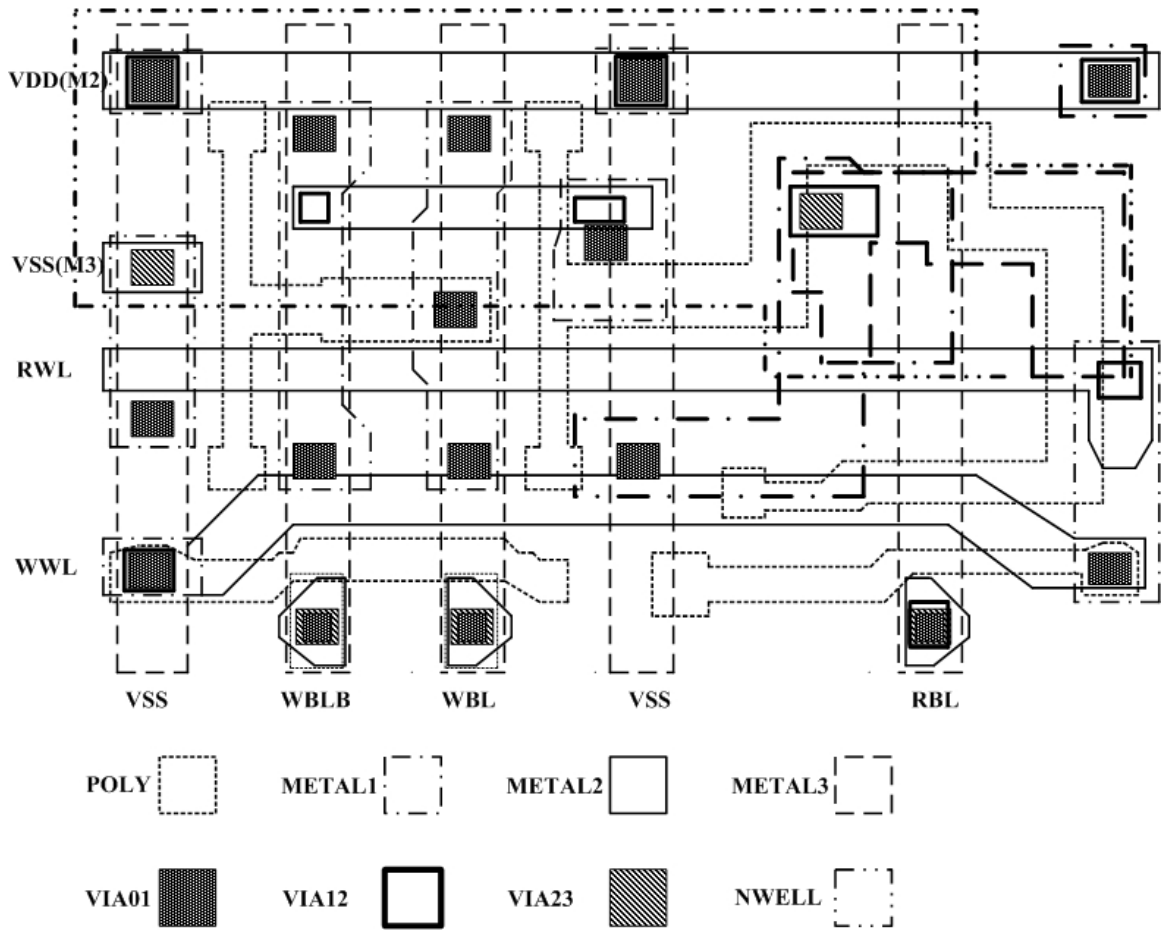 VDD(M2)
VSS(M3)
RWL
WWL
VSS WBLB WBL VSS RBL
POLY METAL1 METAL2 METAL3
VIA01 VIA12 VIA23 NWELL